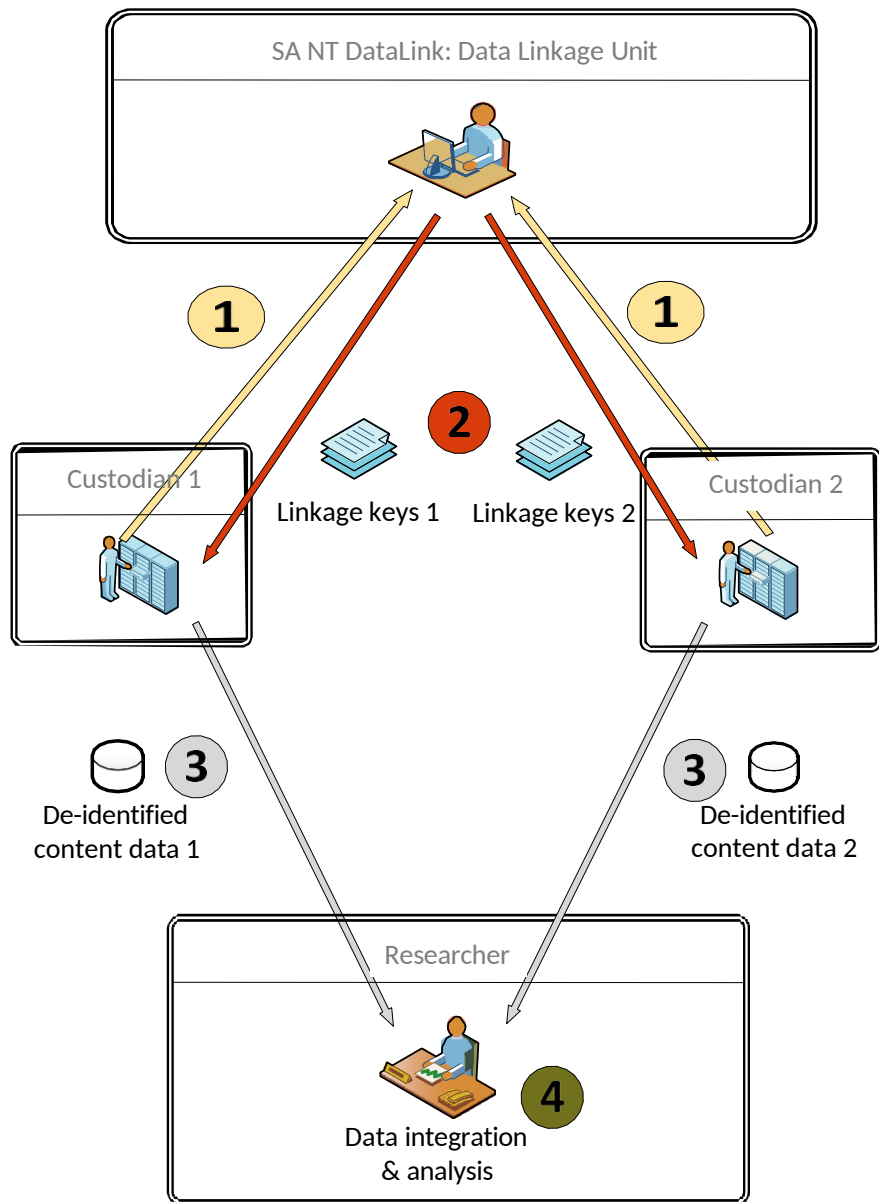 SA NT DataLink: Data Linkage Unit
1
1
2
Custodian 1
Custodian 2
Linkage keys 1
Linkage keys 2
3
3
De-identified
content data 1
De-identified
content data 2
Researcher
4
Data integration
& analysis